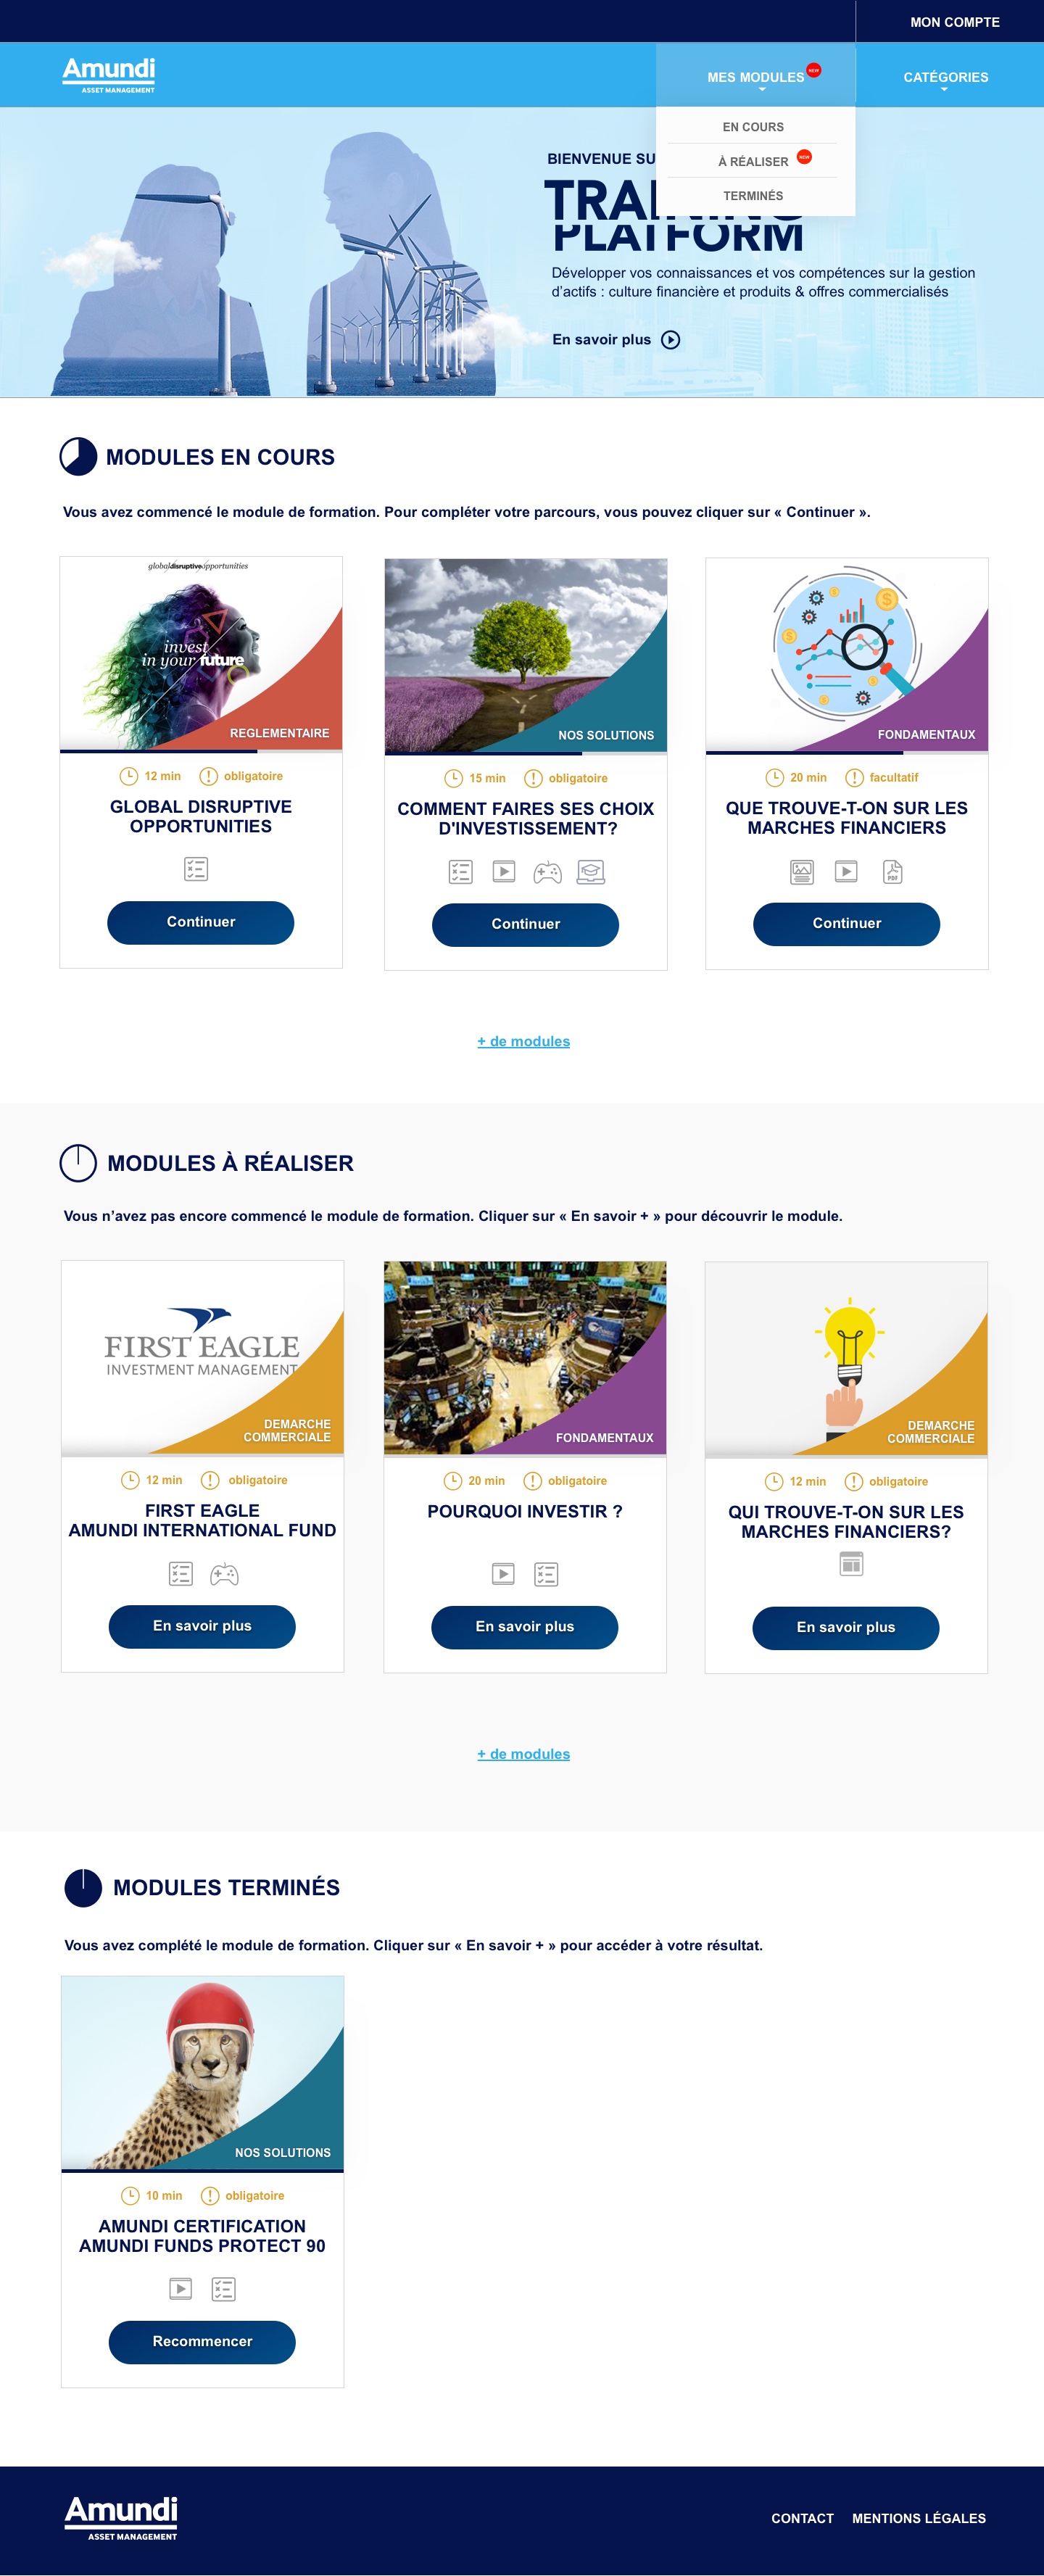 MON COMPTE
Amundi
ASSET MANAGEMENT
MES MODULES NEW
CATÉGORIES
EN COURS
À RÉALISER NEW
TERMINÉS
BIENVENUE SU
TRAINING
PLATFORM
Développer vos connaissances et vos compétences sur la gestion
d'actifs : culture financière et produits & offres commercialisés
En savoir plus
MODULES EN COURS
Vous avez commencé le module de formation. Pour compléter votre parcours, vous pouvez cliquer sur « Continuer ».
globaldisruptiveopportunities
invest
in your future
REGLEMENTAIRE
12 min obligatoire
GLOBAL DISRUPTIVE
OPPORTUNITIES
Continuer
NOS SOLUTIONS
15 min obligatoire
COMMENT FAIRES SES CHOIX
D'INVESTISSEMENT?
Continuer
FONDAMENTAUX
20 min facultatif
QUE TROUVE-T-ON SUR LES
MARCHES FINANCIERS
PDF
Continuer
+ de modules
MODULES À RÉALISER
Vous n'avez pas encore commencé le module de formation. Cliquer sur « En savoir + » pour découvrir le module.
FIRST EAGLE
INVESTMENT MANAGEMENT
DEMARCHE
COMMERCIALE
12 min obligatoire
FIRST EAGLE
AMUNDI INTERNATIONAL FUND
En savoir plus
FONDAMENTAUX
20 min obligatoire
POURQUOI INVESTIR ?
En savoir plus
DEMARCHE
COMMERCIALE
12 min obligatoire
QUI TROUVE-T-ON SUR LES
MARCHES FINANCIERS?
En savoir plus
+ de modules
MODULES TERMINÉS
Vous avez complété le module de formation. Cliquer sur « En savoir + » pour accéder à votre résultat.
NOS SOLUTIONS
10 min obligatoire
AMUNDI CERTIFICATION
AMUNDI FUNDS PROTECT 90
Recommencer
Amundi
ASSET MANAGEMENT
CONTACT
MENTIONS LÉGALES